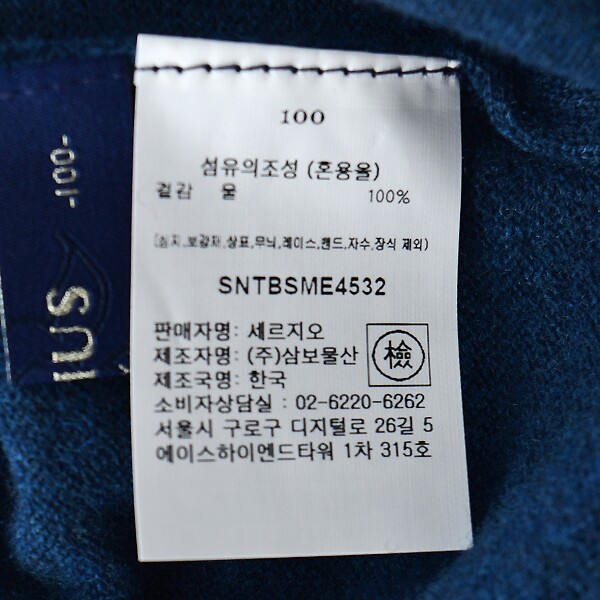 100
섬유의조성 (혼용율)
겉감 울 100%
(심지,보강재,상표,무늬,레이스,밴드,자수,장식 제외)
SNTBSME4532
판매자명: 세르지오
제조자명: (주)삼보물산
檢
제조국명: 한국
소비자상담실 : 02-6220-6262
서울시 구로구 디지털로 26길 5
에이스하이엔드타워 1차 315호
-100-
IUS